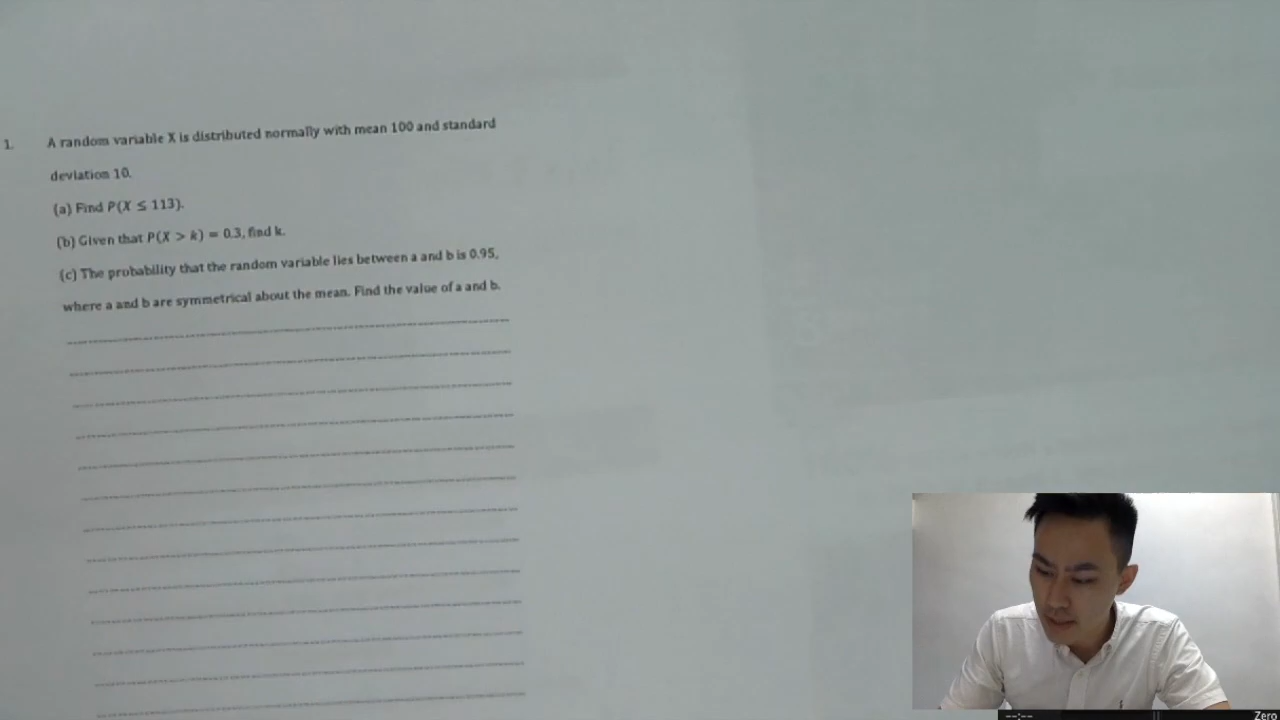 1. A random variable X is distributed normally with mean 100 and standard
deviation 10.
(a) Find P(X ≤ 113).
(b) Given that P(X > k) = 0.3, find k.
(c) The probability that the random variable lies between a and b is 0.95,
where a and b are symmetrical about the mean. Find the value of a and b.
--:--
Zero